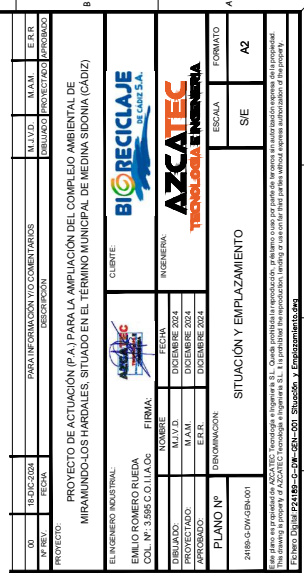 00 18-DIC-2024 PARA INFORMACIÓN Y/O COMENTARIOS M.J.V.D. M.A.M. E.R.R
Nº REV. FECHA DESCRIPCIÓN DIBUJADO PROYECTADO APROBADO
PROYECTO:
PROYECTO DE ACTUACIÓN (P.A.) PARA LA AMPLIACIÓN DEL COMPLEJO AMBIENTAL DE
MIRAMUNDO-LOS HARDALES, SITUADO EN EL TÉRMINO MUNICIPAL DE MEDINA SIDONIA (CÁDIZ)
EL INGENIERO INDUSTRIAL:
EMILIO ROMERO RUEDA
COL. Nº: 3.595 C.O.I.I.A.Oc FIRMA:
AZCATEC
CLIENTE:
BIORECICLAJE
DE CADIZ S.A.
NOMBRE FECHA
DIBUJADO: M.J.V.D. DICIEMBRE 2024
PROYECTADO: M.A.M. DICIEMBRE 2024
APROBADO: E.R.R. DICIEMBRE 2024
INGENIERIA:
AZCATEC
TECNOLOGÍA E INGENIERÍA
PLANO Nº
24189-G-DW-GEN-001
DENOMINACION:
SITUACIÓN Y EMPLAZAMIENTO
ESCALA
S/E
FORMATO
A2
Este plano es propiedad de AZCATEC Tecnología e Ingeniería S.L. Queda prohibida la reproducción, préstamo o uso por parte de terceros sin autorización expresa de la propiedad.
This drawing is property of AZCATEC Tecnología e Ingeniería S.L. It is prohibited the reproduction, lending or use on far third parties without express authorization of the property.
Fichero Digital: P24189-G-DW-GEN-001 Situación y Emplazamiento.dwg
B
A